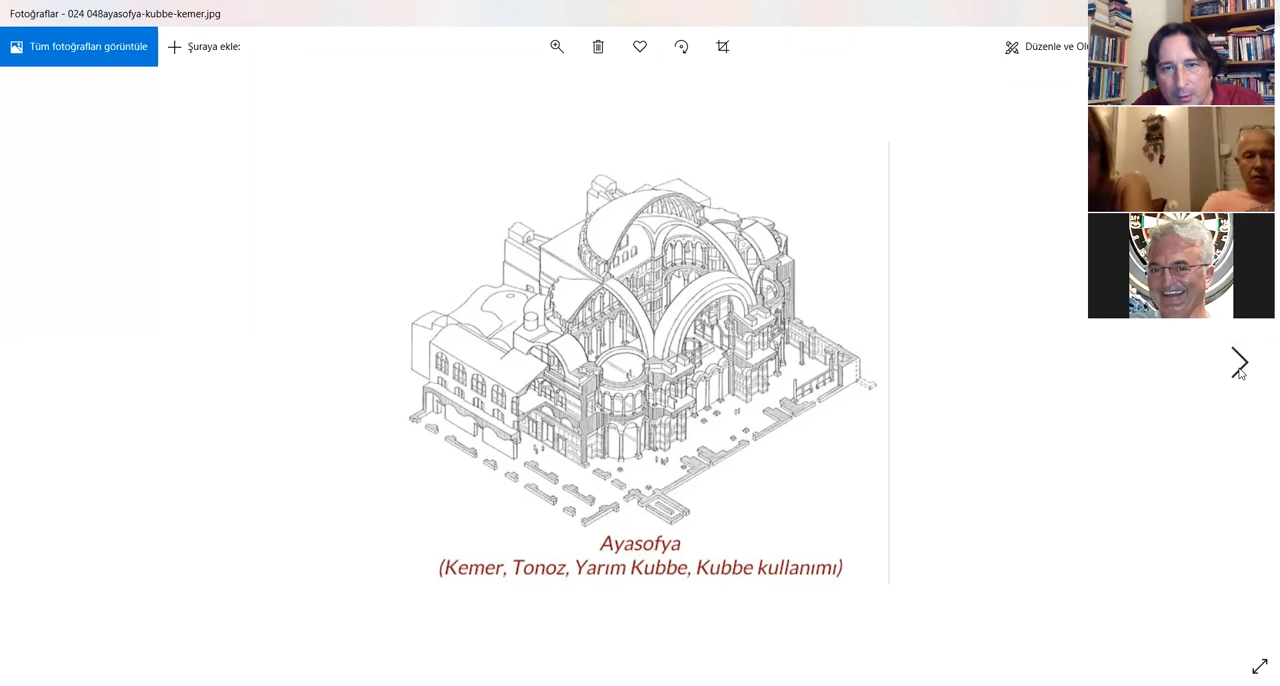 Fotoğraflar - 024 048ayasofya-kubbe-kemer.jpg
Tüm fotoğrafları görüntüle
Şuraya ekle:
Düzenle ve Ol
Ayasofya
(Kemer, Tonoz, Yarım Kubbe, Kubbe kullanımı)